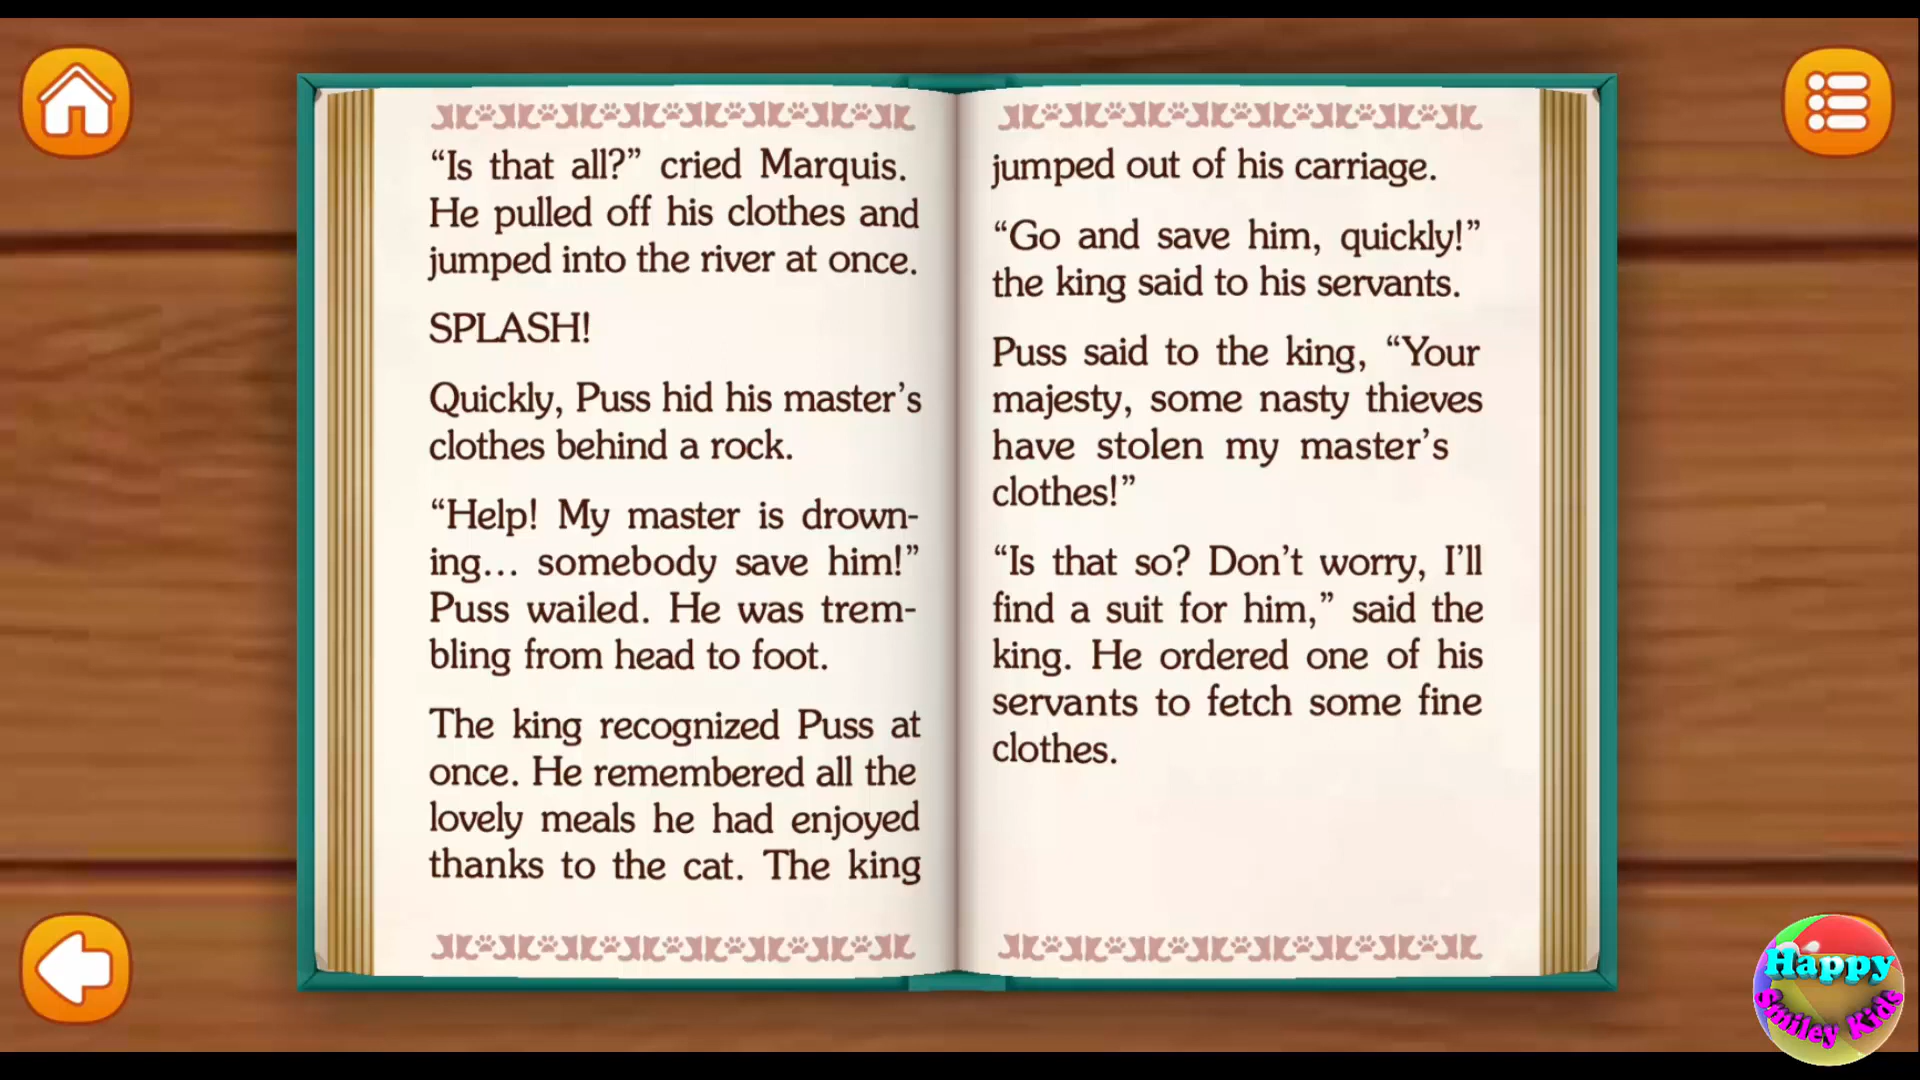 “Is that all?” cried Marquis.
He pulled off his clothes and
jumped into the river at once.
SPLASH!
Quickly, Puss hid his master’s
clothes behind a rock.
“Help! My master is drown-
ing… somebody save him!”
Puss wailed. He was trem-
bling from head to foot.
The king recognized Puss at
once. He remembered all the
lovely meals he had enjoyed
thanks to the cat. The king
jumped out of his carriage.
“Go and save him, quickly!”
the king said to his servants.
Puss said to the king, “Your
majesty, some nasty thieves
have stolen my master’s
clothes!”
“Is that so? Don’t worry, I’ll
find a suit for him,” said the
king. He ordered one of his
servants to fetch some fine
clothes.
Happy
Smiley Kids